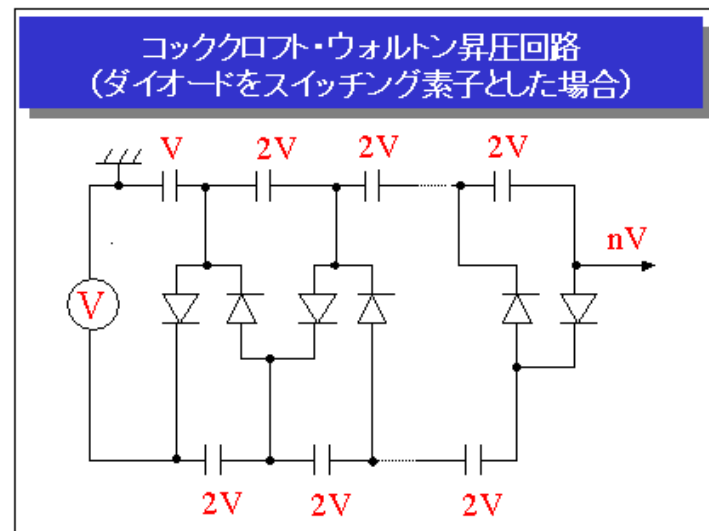 コッククロフト・ウォルトン昇圧回路
(ダイオードをスイッチング素子とした場合)
V 2V 2V 2V
nV
V
2V 2V 2V